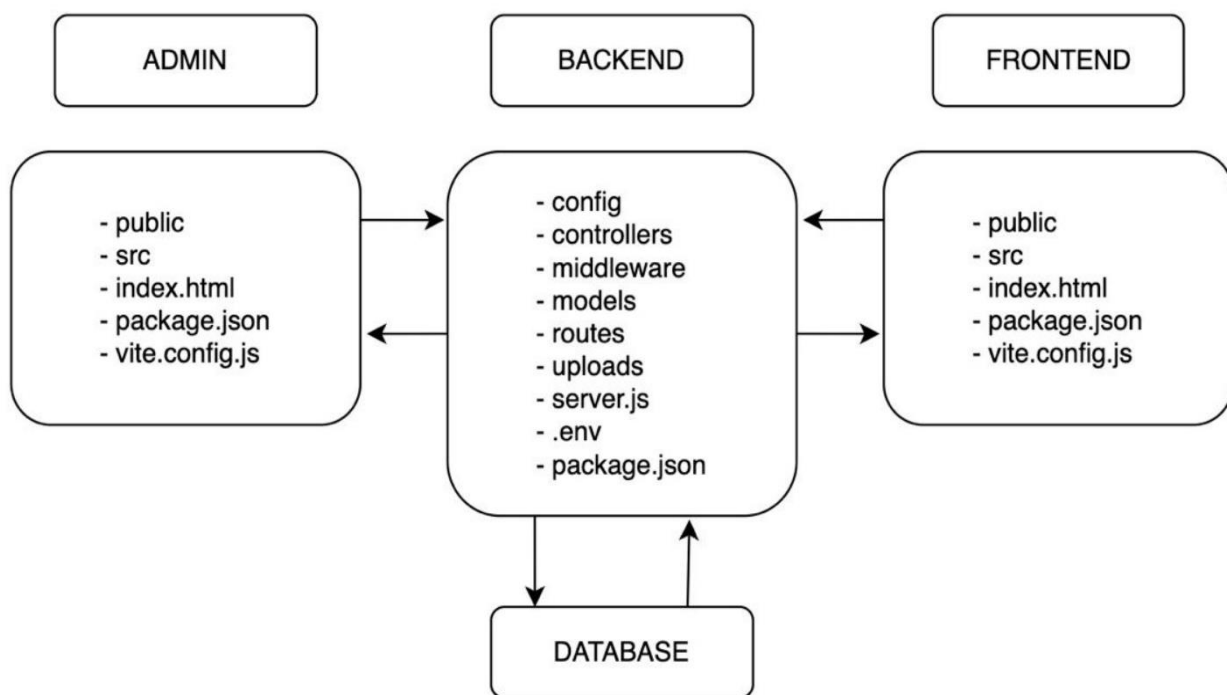 ADMIN
BACKEND
FRONTEND
- public
- src
- index.html
- package.json
- vite.config.js
- config
- controllers
- middleware
- models
- routes
- uploads
- server.js
- .env
- package.json
- public
- src
- index.html
- package.json
- vite.config.js
DATABASE